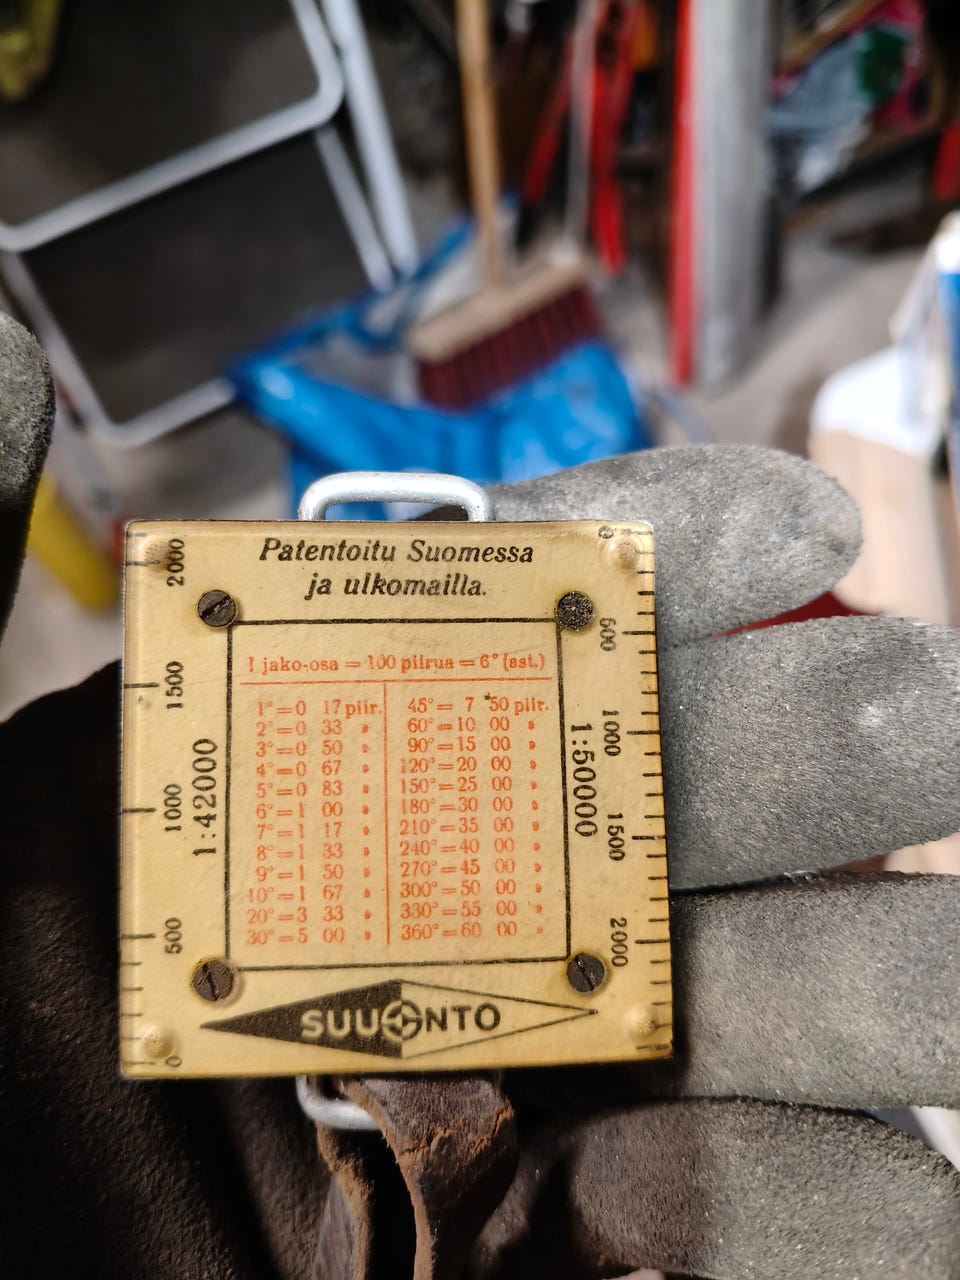 Patentoitu Suomessa
ja ulkomailla.
1 jako-osa = 100 piirua = 6° (ast.)
1° = 0 17 piir.
2° = 0 33 »
3° = 0 50 »
4° = 0 67 »
5° = 0 83 »
6° = 1 00 »
7° = 1 17 »
8° = 1 33 »
9° = 1 50 »
10° = 1 67 »
20° = 3 33 »
30° = 5 00 »
45° = 7 50 piir.
60° = 10 00 »
90° = 15 00 »
120° = 20 00 »
150° = 25 00 »
180° = 30 00 »
210° = 35 00 »
240° = 40 00 »
270° = 45 00 »
300° = 50 00 »
330° = 55 00 »
360° = 60 00 »
2000
1500
1000
500
0
1:42000
0
500
1000
1500
2000
1:50000
SUUNTO